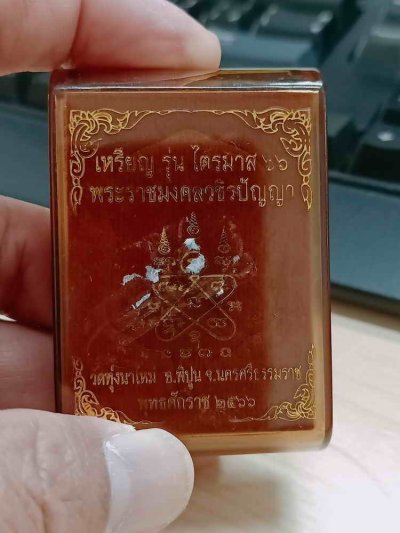 เหรียญ รุ่น ไตรมาส ๖๖
พระราชมงคลวชิรปัญญา
วัดทุ่งนาใหม่ อ.พิปูน จ.นครศรีธรรมราช
พุทธศักราช ๒๕๖๖